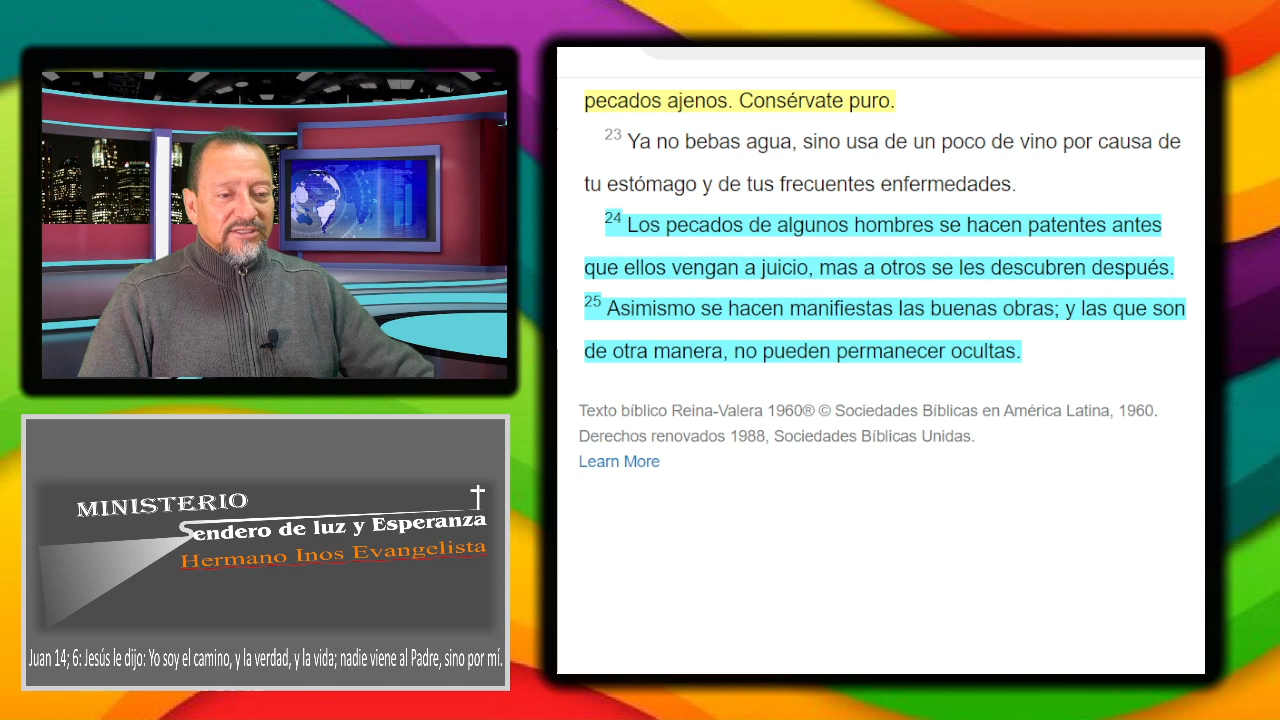 pecados ajenos. Consérvate puro.
23 Ya no bebas agua, sino usa de un poco de vino por causa de
tu estómago y de tus frecuentes enfermedades.
24 Los pecados de algunos hombres se hacen patentes antes
que ellos vengan a juicio, mas a otros se les descubren después.
25 Asimismo se hacen manifiestas las buenas obras; y las que son
de otra manera, no pueden permanecer ocultas.
Texto bíblico Reina-Valera 1960® © Sociedades Bíblicas en América Latina, 1960.
Derechos renovados 1988, Sociedades Bíblicas Unidas.
Learn More
MINISTERIO
Sendero de luz y Esperanza
Hermano Inos Evangelista
Juan 14; 6: Jesús le dijo: Yo soy el camino, y la verdad, y la vida; nadie viene al Padre, sino por mí.